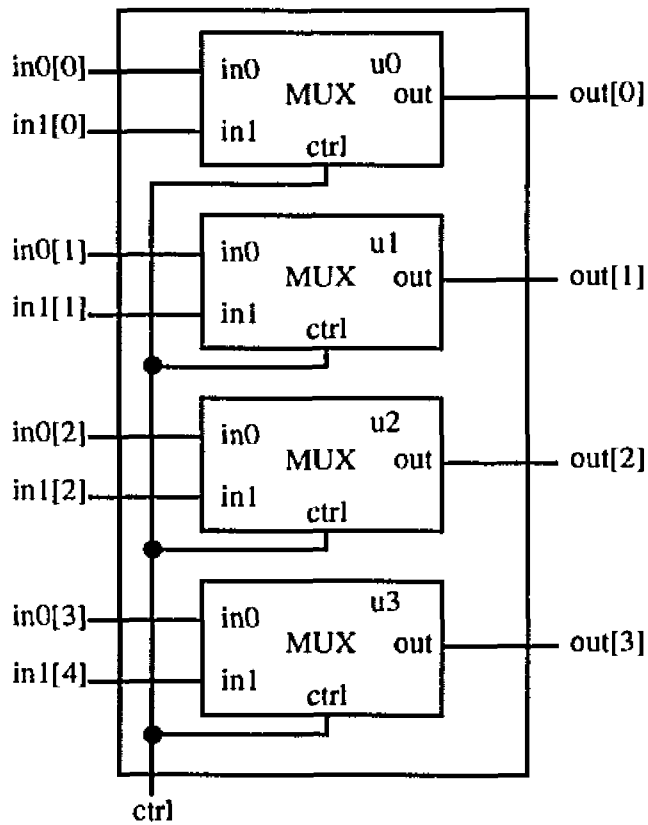 in0[0]
in0
u0
MUX
out
out[0]
in1[0]
in1
ctrl
in0[1]
in0
u1
MUX
out
out[1]
in1[1]
in1
ctrl
in0[2]
in0
u2
MUX
out
out[2]
in1[2]
in1
ctrl
in0[3]
in0
u3
MUX
out
out[3]
in1[4]
in1
ctrl
ctrl